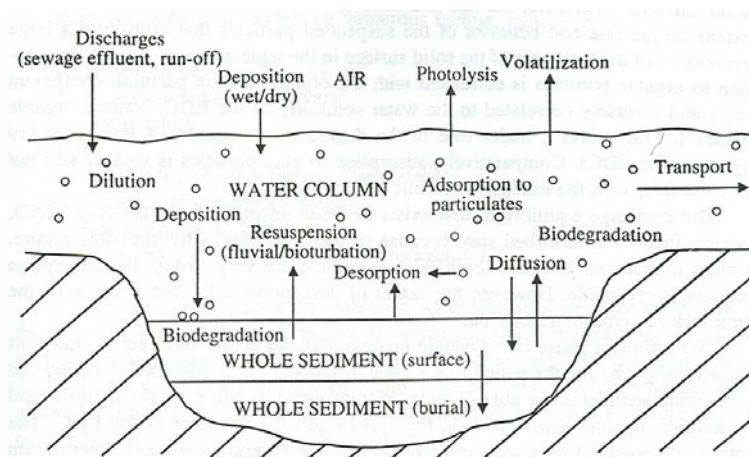 Discharges
(sewage effluent, run-off)
Deposition
(wet/dry)
AIR
Photolysis
Volatilization
Dilution
WATER COLUMN
Adsorption to
particulates
Transport
Deposition
Resuspension
(fluvial/bioturbation)
Biodegradation
Desorption
Diffusion
Biodegradation
WHOLE SEDIMENT (surface)
WHOLE SEDIMENT (burial)